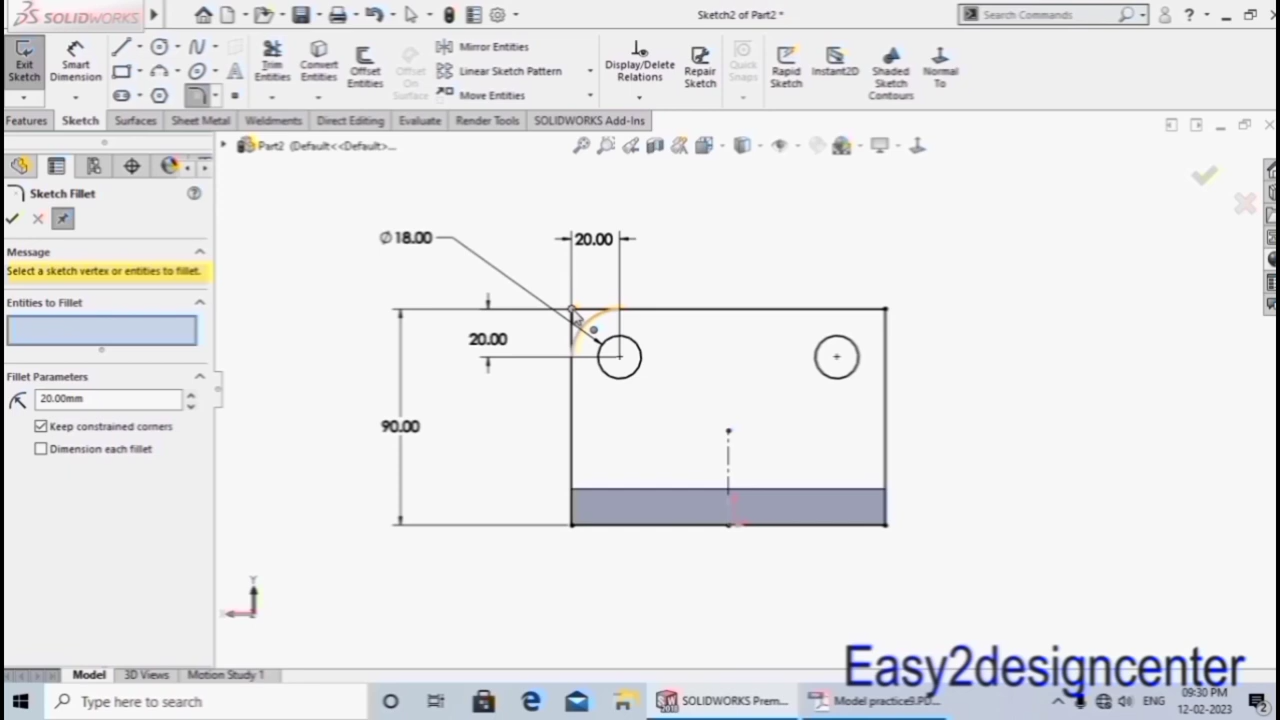 SOLIDWORKS
Sketch2 of Part2 *
Search Commands
?
Exit Sketch
Smart Dimension
Trim Entities
Convert Entities
Offset Entities
Offset On Surface
Mirror Entities
Linear Sketch Pattern
Move Entities
Display/Delete Relations
Repair Sketch
Quick Snaps
Rapid Sketch
Instant2D
Shaded Sketch Contours
Normal To
Features
Sketch
Surfaces
Sheet Metal
Weldments
Direct Editing
Evaluate
Render Tools
SOLIDWORKS Add-Ins
Part2 (Default<<Default>...
Sketch Fillet
Message
Select a sketch vertex or entities to fillet.
Entities to Fillet
Fillet Parameters
20.00mm
Keep constrained corners
Dimension each fillet
Ø18.00
20.00
20.00
90.00
Y
Model
3D Views
Motion Study 1
Easy2designcenter
Type here to search
SOLIDWORKS Prem...
Model practice9.PD...
ENG
09:30 PM
12-02-2023
2